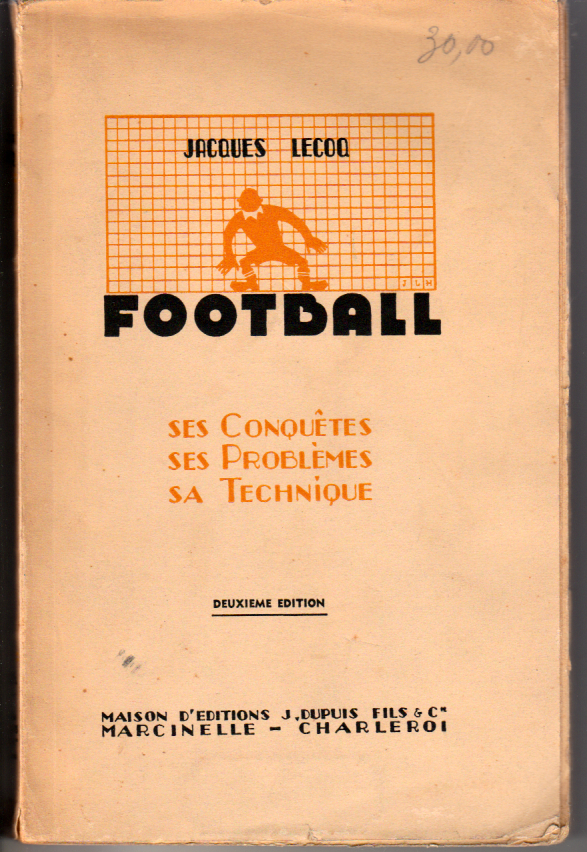 30,00
JACQUES LECOQ
J L H
FOOTBALL
SES CONQUÊTES
SES PROBLÈMES
SA TECHNIQUE
DEUXIEME EDITION
MAISON D'EDITIONS J. DUPUIS FILS & Cie
MARCINELLE - CHARLEROI